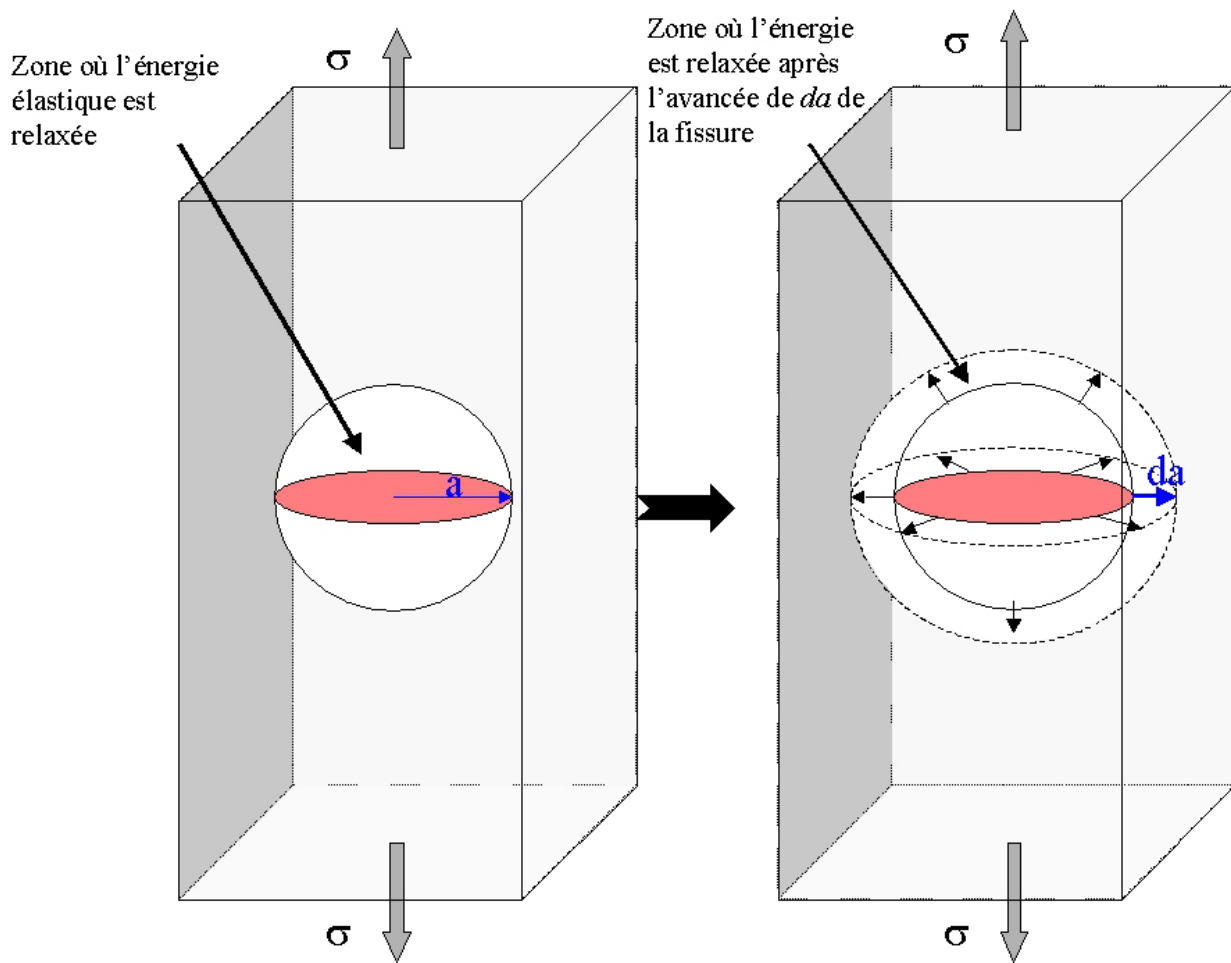 σ
Zone où l'énergie
élastique est
relaxée
a
σ
Zone où l'énergie
est relaxée après
l'avancée de da de
la fissure
σ
da
σ